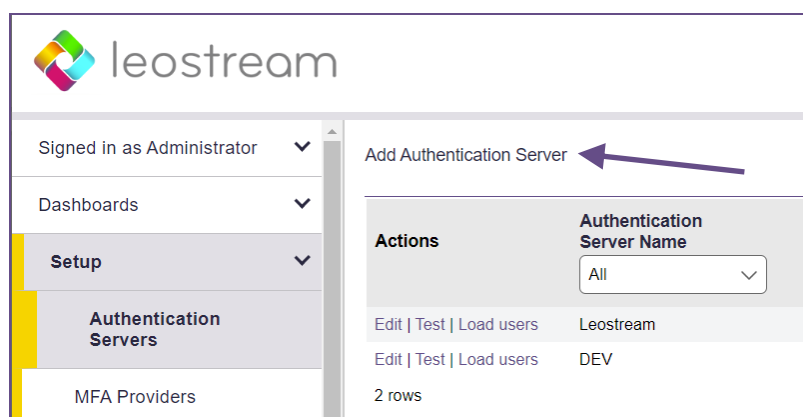 leostream
Signed in as Administrator
Dashboards
Setup
Authentication
Servers
MFA Providers
Add Authentication Server
Actions
Authentication
Server Name
All
Edit | Test | Load users Leostream
Edit | Test | Load users DEV
2 rows